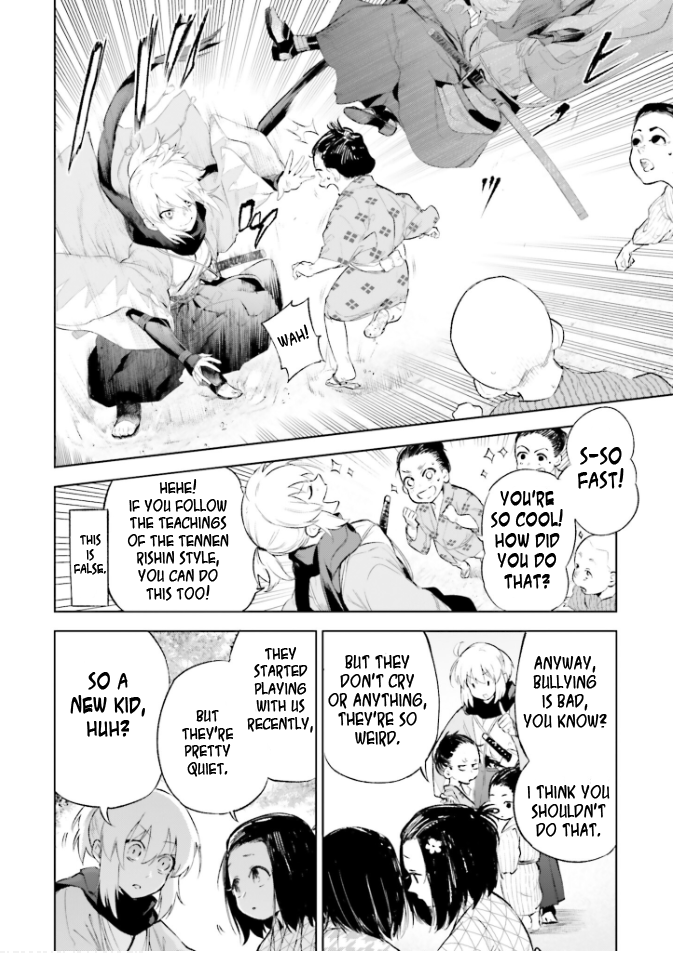 WAH!
S-SO
FAST!
YOU'RE
SO COOL!
HOW DID
YOU DO
THAT?
HEHE!
IF YOU FOLLOW
THE TEACHINGS
OF THE TENNEN
RISHIN STYLE,
YOU CAN DO
THIS TOO!
THIS
IS
FALSE.
ANYWAY,
BULLYING
IS BAD,
YOU KNOW?
I THINK YOU
SHOULDN'T
DO THAT.
BUT THEY
DON'T CRY
OR ANYTHING,
THEY'RE SO
WEIRD.
THEY
STARTED
PLAYING
WITH US
RECENTLY,
BUT
THEY'RE
PRETTY
QUIET.
SO A
NEW KID,
HUH?